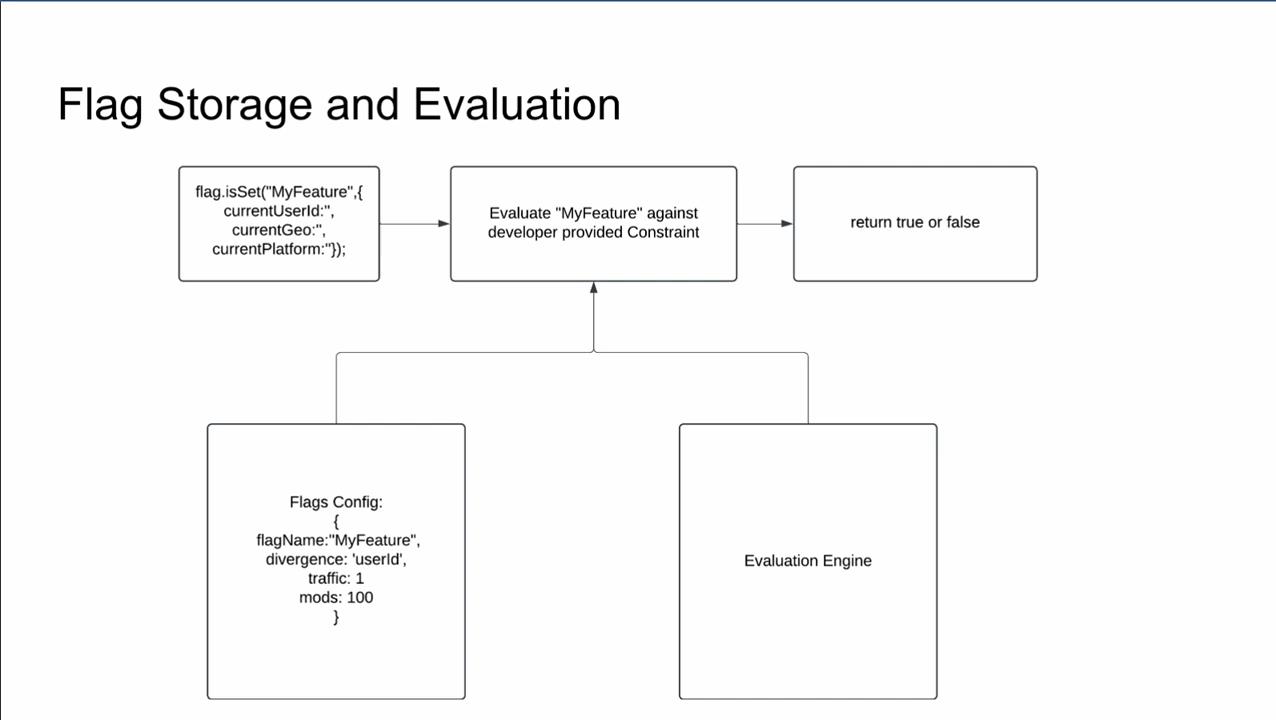 Flag Storage and Evaluation
flag.isSet("MyFeature",{
currentUserId:'',
currentGeo:'',
currentPlatform:''});
Evaluate "MyFeature" against
developer provided Constraint
return true or false
Flags Config:
{
flagName:"MyFeature",
divergence: 'userId',
traffic: 1
mods: 100
}
Evaluation Engine